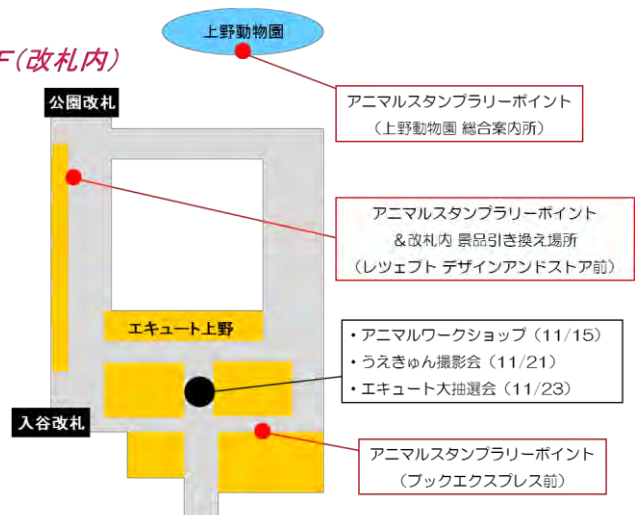 上野動物園
F(改札内)
公園改札
アニマルスタンプラリーポイント
(上野動物園 総合案内所)
アニマルスタンプラリーポイント
&改札内 景品引き換え場所
(レツェプト デザインアンドストア前)
エキュート上野
・アニマルワークショップ(11/15)
・うえきゅん撮影会(11/21)
・エキュート大抽選会(11/23)
入谷改札
アニマルスタンプラリーポイント
(ブックエクスプレス前)